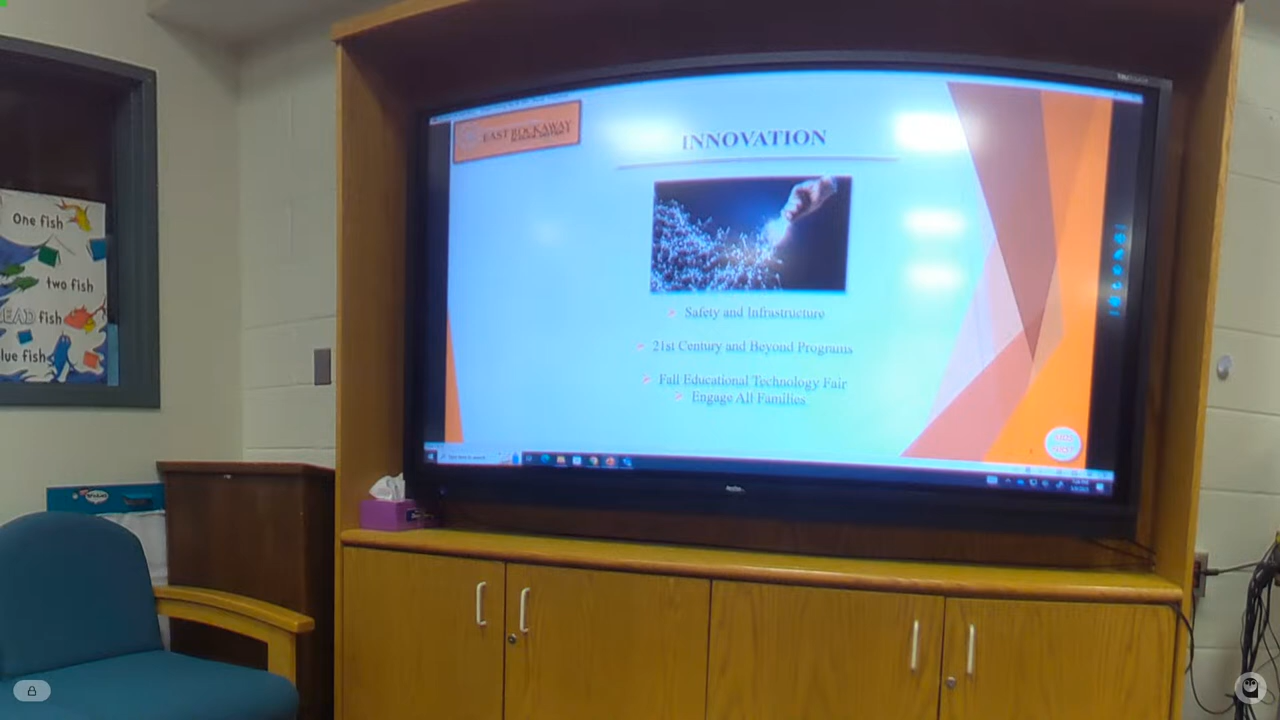 One fish
two fish
READ fish
lue fish
EAST ROCKAWAY
INNOVATION
Safety and Infrastructure
21st Century and Beyond Programs
Fall Educational Technology Fair
Engage All Families